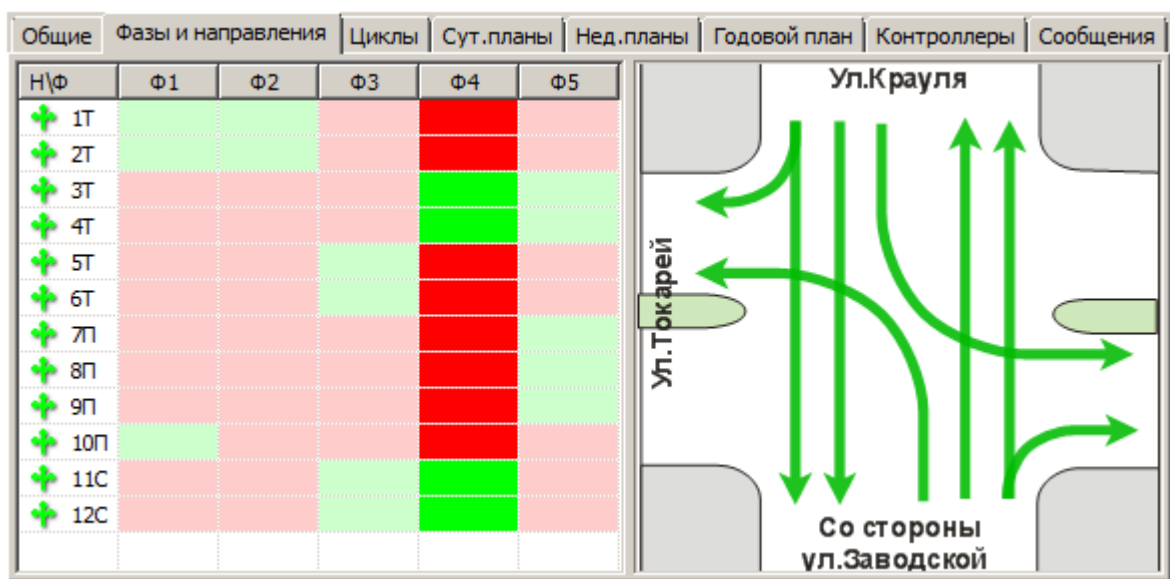 Общие Фазы и направления Циклы Сут.планы Нед.планы Годовой план Контроллеры Сообщения
Н\Ф Ф1 Ф2 Ф3 Ф4 Ф5
1Т
2Т
3Т
4Т
5Т
6Т
7П
8П
9П
10П
11С
12С
Ул.Крауля
Ул.Токарей
Со стороны
ул.Заводской